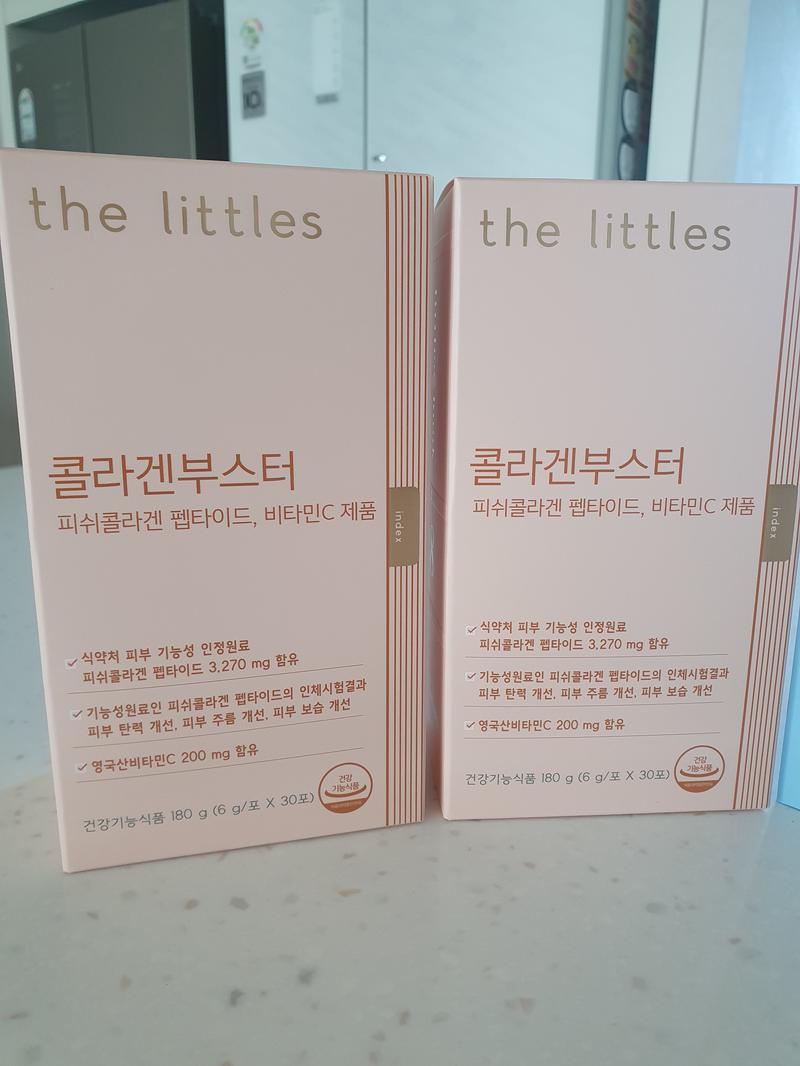 the littles
콜라겐부스터
피쉬콜라겐 펩타이드, 비타민C 제품
index
식약처 피부 기능성 인정원료
피쉬콜라겐 펩타이드 3,270 mg 함유
기능성원료인 피쉬콜라겐 펩타이드의 인체시험결과
피부 탄력 개선, 피부 주름 개선, 피부 보습 개선
영국산비타민C 200 mg 함유
건강기능식품 180 g (6 g/포 X 30포)
건강
기능식품
the littles
콜라겐부스터
피쉬콜라겐 펩타이드, 비타민C 제품
index
식약처 피부 기능성 인정원료
피쉬콜라겐 펩타이드 3,270 mg 함유
기능성원료인 피쉬콜라겐 펩타이드의 인체시험결과
피부 탄력 개선, 피부 주름 개선, 피부 보습 개선
영국산비타민C 200 mg 함유
건강기능식품 180 g (6 g/포 X 30포)
건강
기능식품